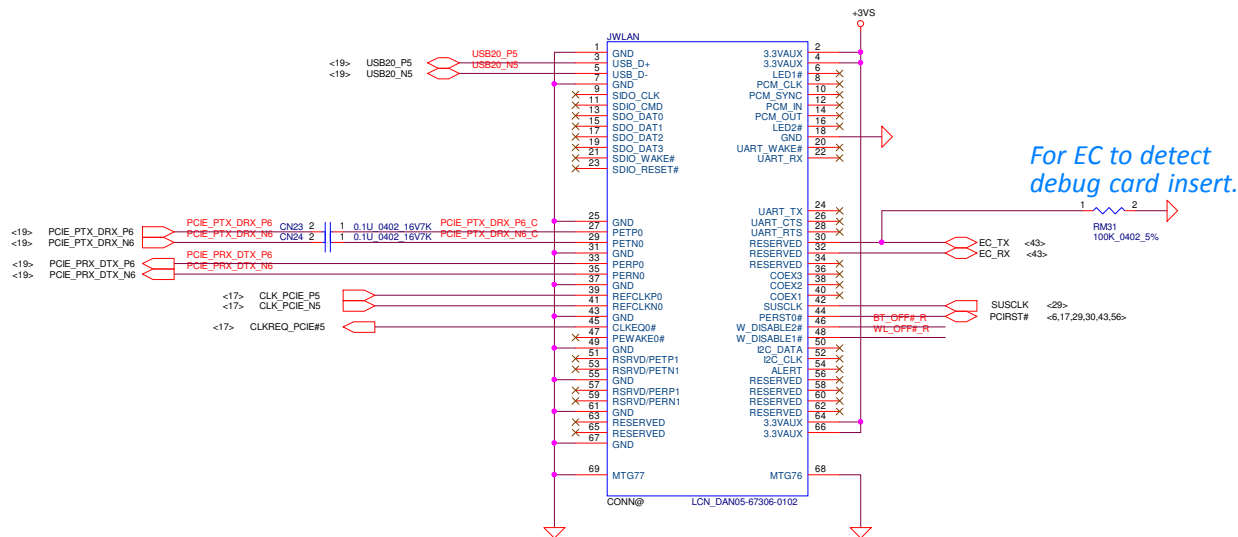 +3VS
JWLAN
<19> USB20_P5 USB20_P5 3 USB_D+
<19> USB20_N5 USB20_N5 5 USB_D-
1 GND
7 GND
9 SIDO_CLK
11 SDIO_CMD
13 SDO_DAT0
15 SDO_DAT1
17 SDO_DAT2
19 SDO_DAT3
21 SDIO_WAKE#
23 SDIO_RESET#
25 GND
<19> PCIE_PTX_DRX_P6 PCIE_PTX_DRX_P6 CN23 2 1 0.1U_0402_16V7K PCIE_PTX_DRX_P6_C 27 PETP0
<19> PCIE_PTX_DRX_N6 PCIE_PTX_DRX_N6 CN24 2 1 0.1U_0402_16V7K PCIE_PTX_DRX_N6_C 29 PETN0
31 GND
<19> PCIE_PRX_DTX_P6 PCIE_PRX_DTX_P6 33 PERP0
<19> PCIE_PRX_DTX_N6 PCIE_PRX_DTX_N6 35 PERN0
37 GND
<17> CLK_PCIE_P5 39 REFCLKP0
<17> CLK_PCIE_N5 41 REFCLKN0
43 GND
<17> CLKREQ_PCIE#5 45 CLKEQ0#
47 PEWAKE0#
49 GND
51 RSRVD/PETP1
53 RSRVD/PETN1
55 GND
57 RSRVD/PERP1
59 RSRVD/PERN1
61 GND
63 RESERVED
65 RESERVED
67 GND
69 MTG77
3.3VAUX 2
3.3VAUX 4
LED1# 6
PCM_CLK 8
PCM_SYNC 10
PCM_IN 12
PCM_OUT 14
LED2# 16
GND 18
UART_WAKE# 20
UART_RX 22
UART_TX 24
UART_CTS 26
UART_RTS 28
RESERVED 30 EC_TX <43>
RESERVED 32 EC_RX <43>
RESERVED 34
COEX3 36
COEX2 38
COEX1 40
SUSCLK 42 SUSCLK <29>
PERST0# 44 PCIRST# <6,17,29,30,43,56>
W_DISABLE2# 46 BT_OFF#_R
W_DISABLE1# 48 WL_OFF#_R
I2C_DATA 50
I2C_CLK 52
ALERT 54
RESERVED 56
RESERVED 58
RESERVED 60
RESERVED 62
3.3VAUX 64
3.3VAUX 66
MTG76 68
For EC to detect
debug card insert.
1 2
RM31
100K_0402_5%
CONN@ LCN_DAN05-67306-0102